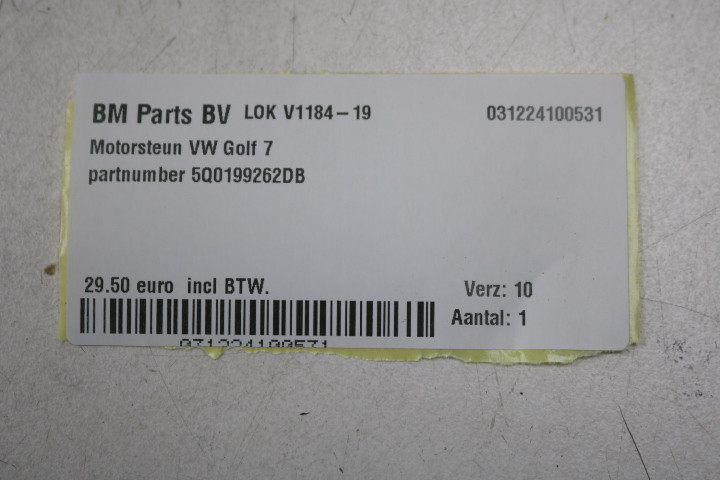 BM Parts BV LOK V1184-19 031224100531
Motorsteun VW Golf 7
partnumber 5Q0199262DB
29.50 euro incl BTW. Verz: 10
Aantal: 1
031224100531